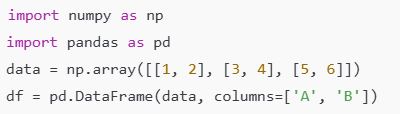 import numpy as np
import pandas as pd
data = np.array([[1, 2], [3, 4], [5, 6]])
df = pd.DataFrame(data, columns=['A', 'B'])